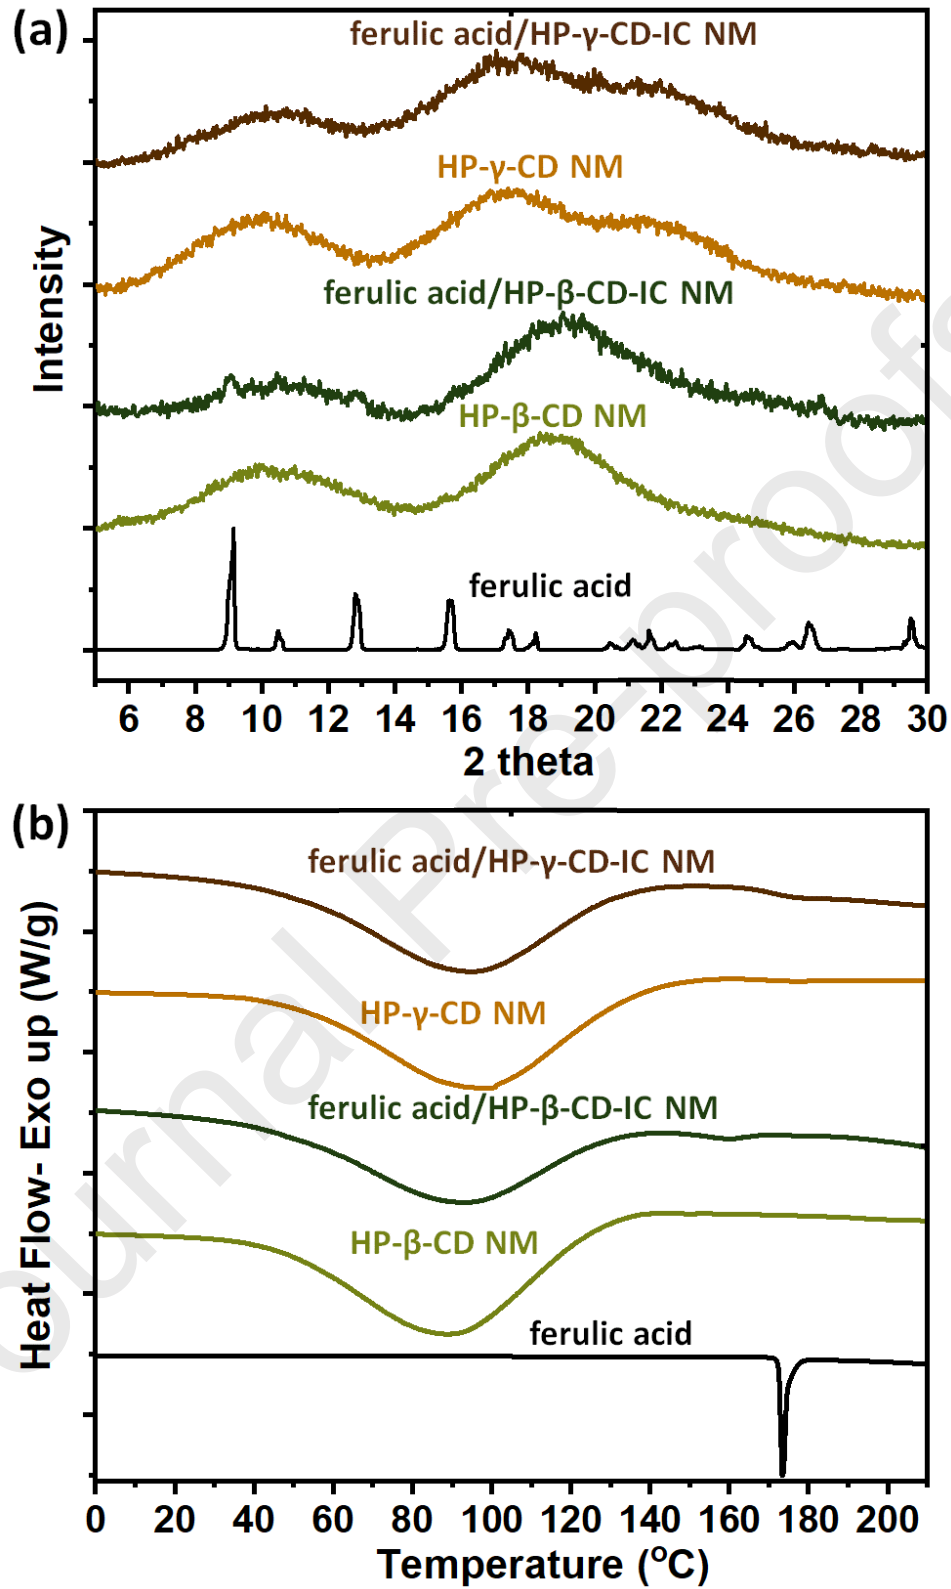 (a)
ferulic acid/HP-γ-CD-IC NM
HP-γ-CD NM
ferulic acid/HP-β-CD-IC NM
HP-β-CD NM
ferulic acid
Intensity
6 8 10 12 14 16 18 20 22 24 26 28 30
2 theta
(b)
ferulic acid/HP-γ-CD-IC NM
HP-γ-CD NM
ferulic acid/HP-β-CD-IC NM
HP-β-CD NM
ferulic acid
Heat Flow- Exo up (W/g)
0 20 40 60 80 100 120 140 160 180 200
Temperature (°C)
ournal Pre-proofs